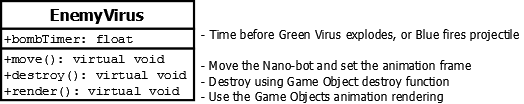 EnemyVirus
+bombTimer: float - Time before Green Virus explodes, or Blue fires projectile
+move(): virtual void - Move the Nano-bot and set the animation frame
+destroy(): virtual void - Destroy using Game Object destroy function
+render(): virtual void - Use the Game Objects animation rendering